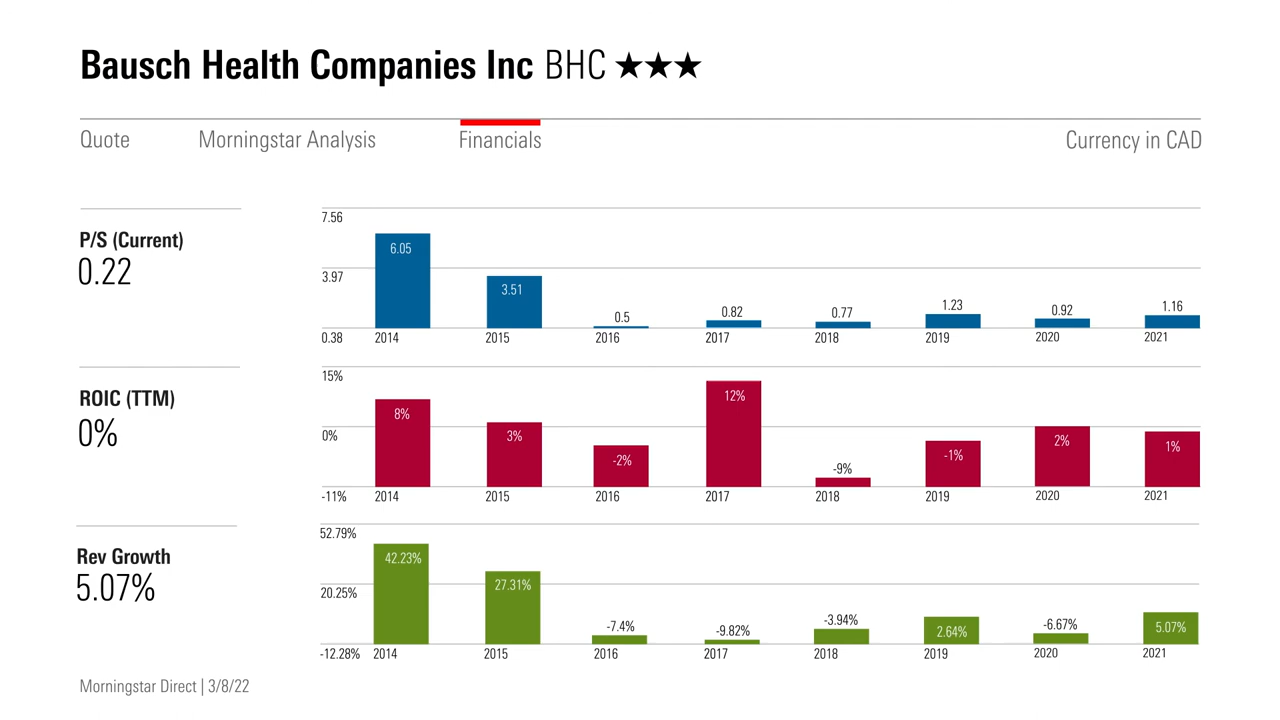 Bausch Health Companies Inc BHC ★★★
Quote Morningstar Analysis Financials Currency in CAD
P/S (Current)
0.22
7.56
3.97
0.38
6.05 3.51 0.5 0.82 0.77 1.23 0.92 1.16
2014 2015 2016 2017 2018 2019 2020 2021
ROIC (TTM)
0%
15%
0%
-11%
8% 3% -2% 12% -9% -1% 2% 1%
2014 2015 2016 2017 2018 2019 2020 2021
Rev Growth
5.07%
52.79%
20.25%
-12.28%
42.23% 27.31% -7.4% -9.82% -3.94% 2.64% -6.67% 5.07%
2014 2015 2016 2017 2018 2019 2020 2021
Morningstar Direct | 3/8/22